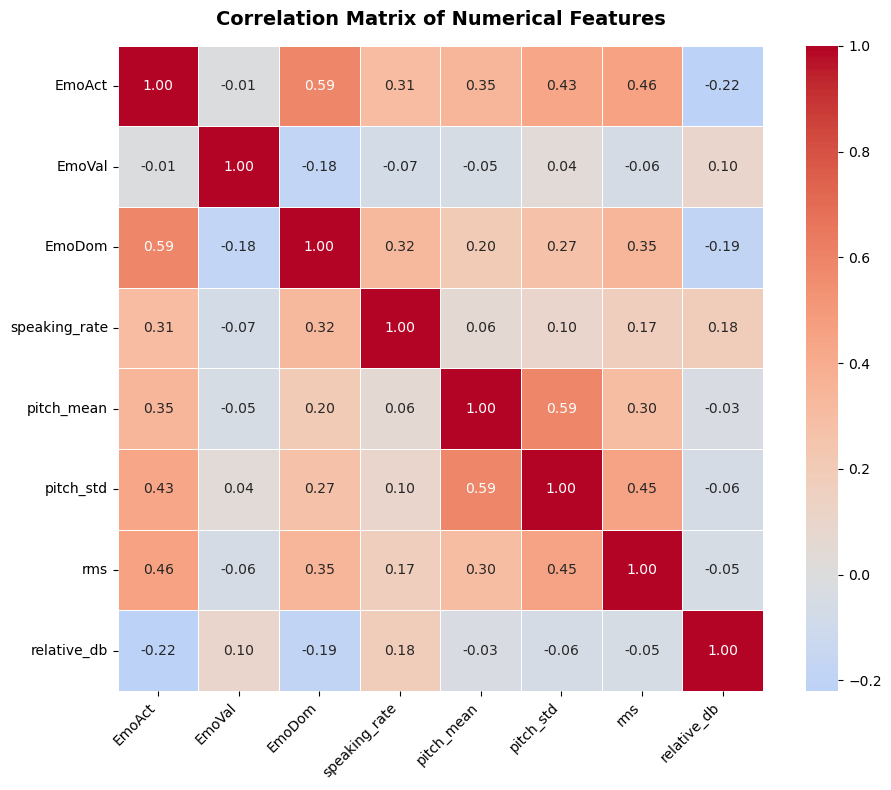 Correlation Matrix of Numerical Features
EmoAct 1.00 -0.01 0.59 0.31 0.35 0.43 0.46 -0.22
EmoVal -0.01 1.00 -0.18 -0.07 -0.05 0.04 -0.06 0.10
EmoDom 0.59 -0.18 1.00 0.32 0.20 0.27 0.35 -0.19
speaking_rate 0.31 -0.07 0.32 1.00 0.06 0.10 0.17 0.18
pitch_mean 0.35 -0.05 0.20 0.06 1.00 0.59 0.30 -0.03
pitch_std 0.43 0.04 0.27 0.10 0.59 1.00 0.45 -0.06
rms 0.46 -0.06 0.35 0.17 0.30 0.45 1.00 -0.05
relative_db -0.22 0.10 -0.19 0.18 -0.03 -0.06 -0.05 1.00
EmoAct EmoVal EmoDom speaking_rate pitch_mean pitch_std rms relative_db
1.0
0.8
0.6
0.4
0.2
0.0
−0.2